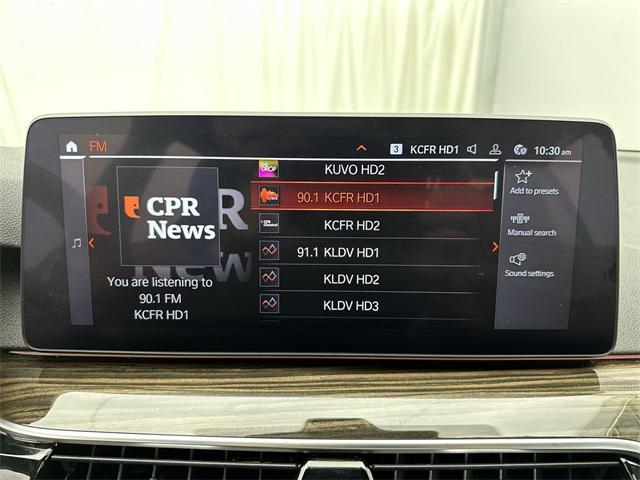 FM
3 KCFR HD1
10:30 am
CPR
News
You are listening to
90.1 FM
KCFR HD1
KUVO HD2
90.1 KCFR HD1
KCFR HD2
91.1 KLDV HD1
KLDV HD2
KLDV HD3
Add to presets
Manual search
Sound settings